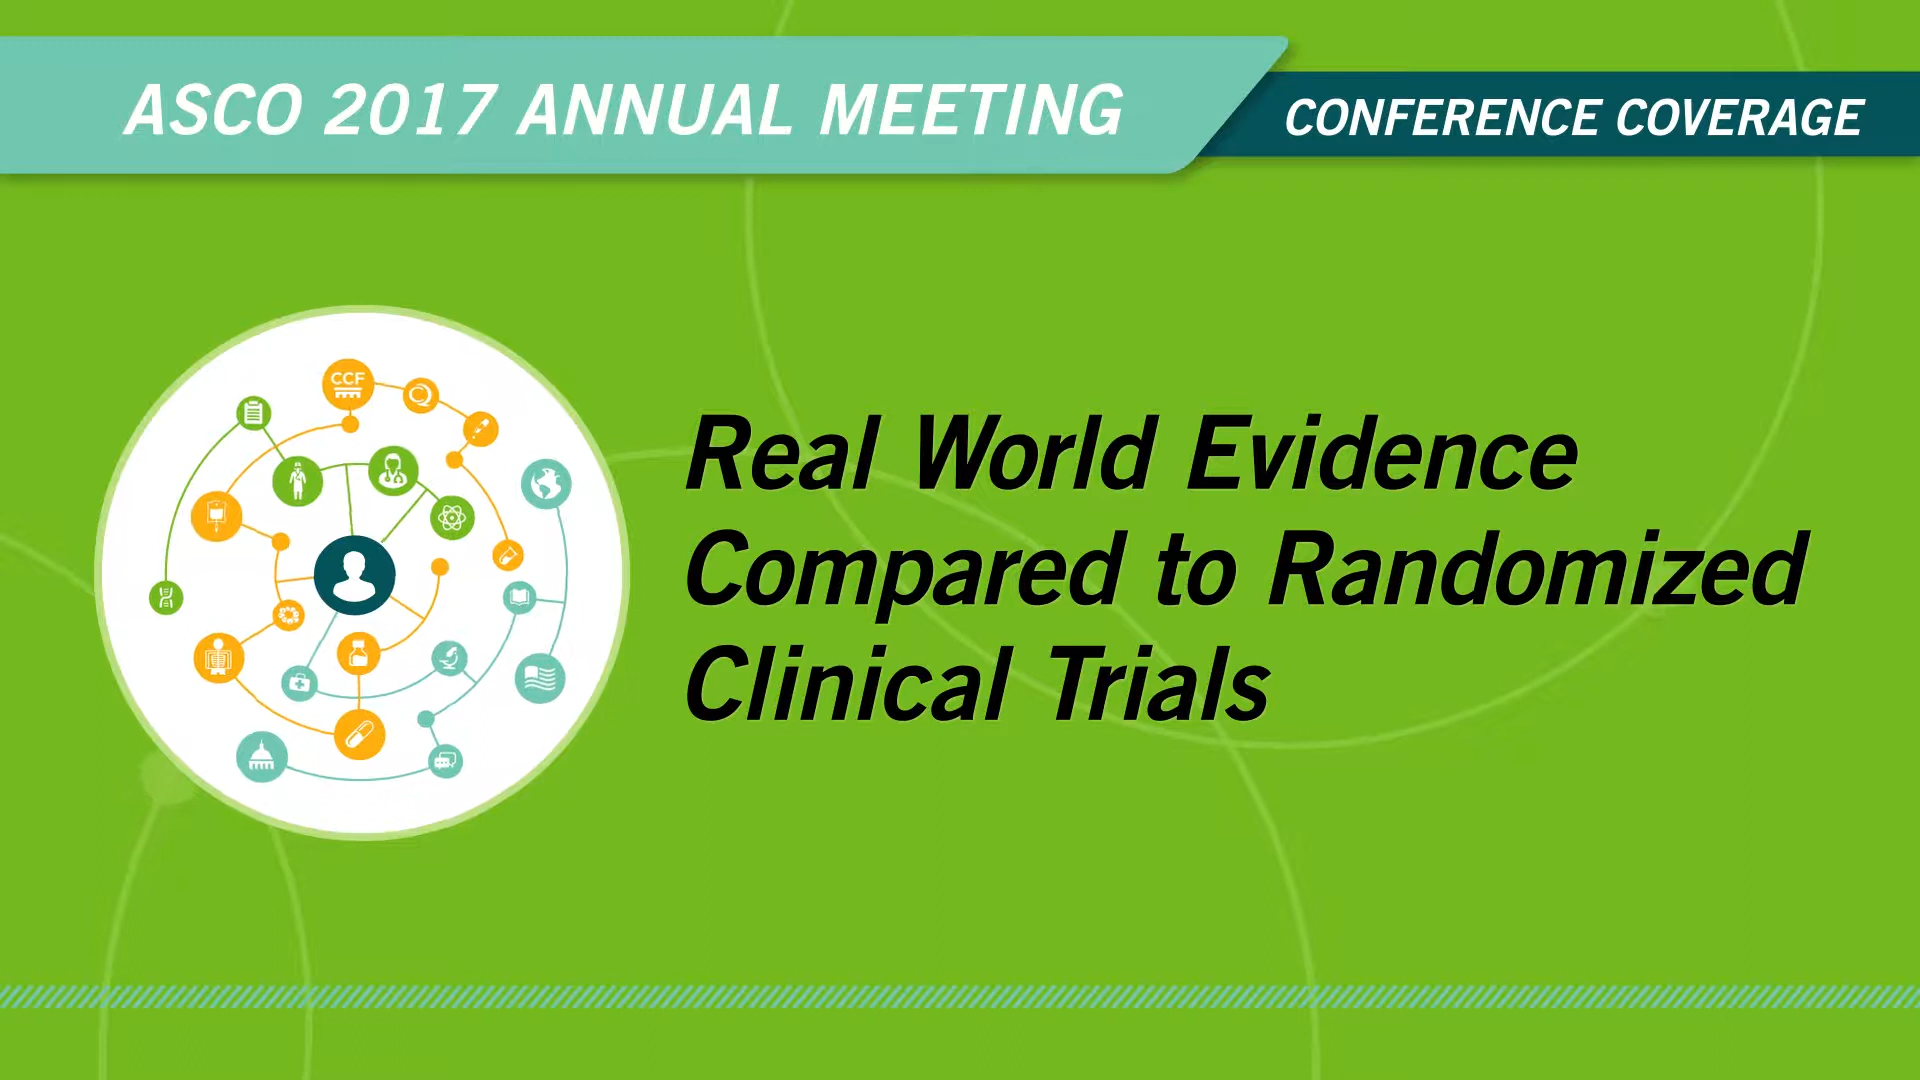 ASCO 2017 ANNUAL MEETING
CONFERENCE COVERAGE
CCF
Real World Evidence
Compared to Randomized
Clinical Trials